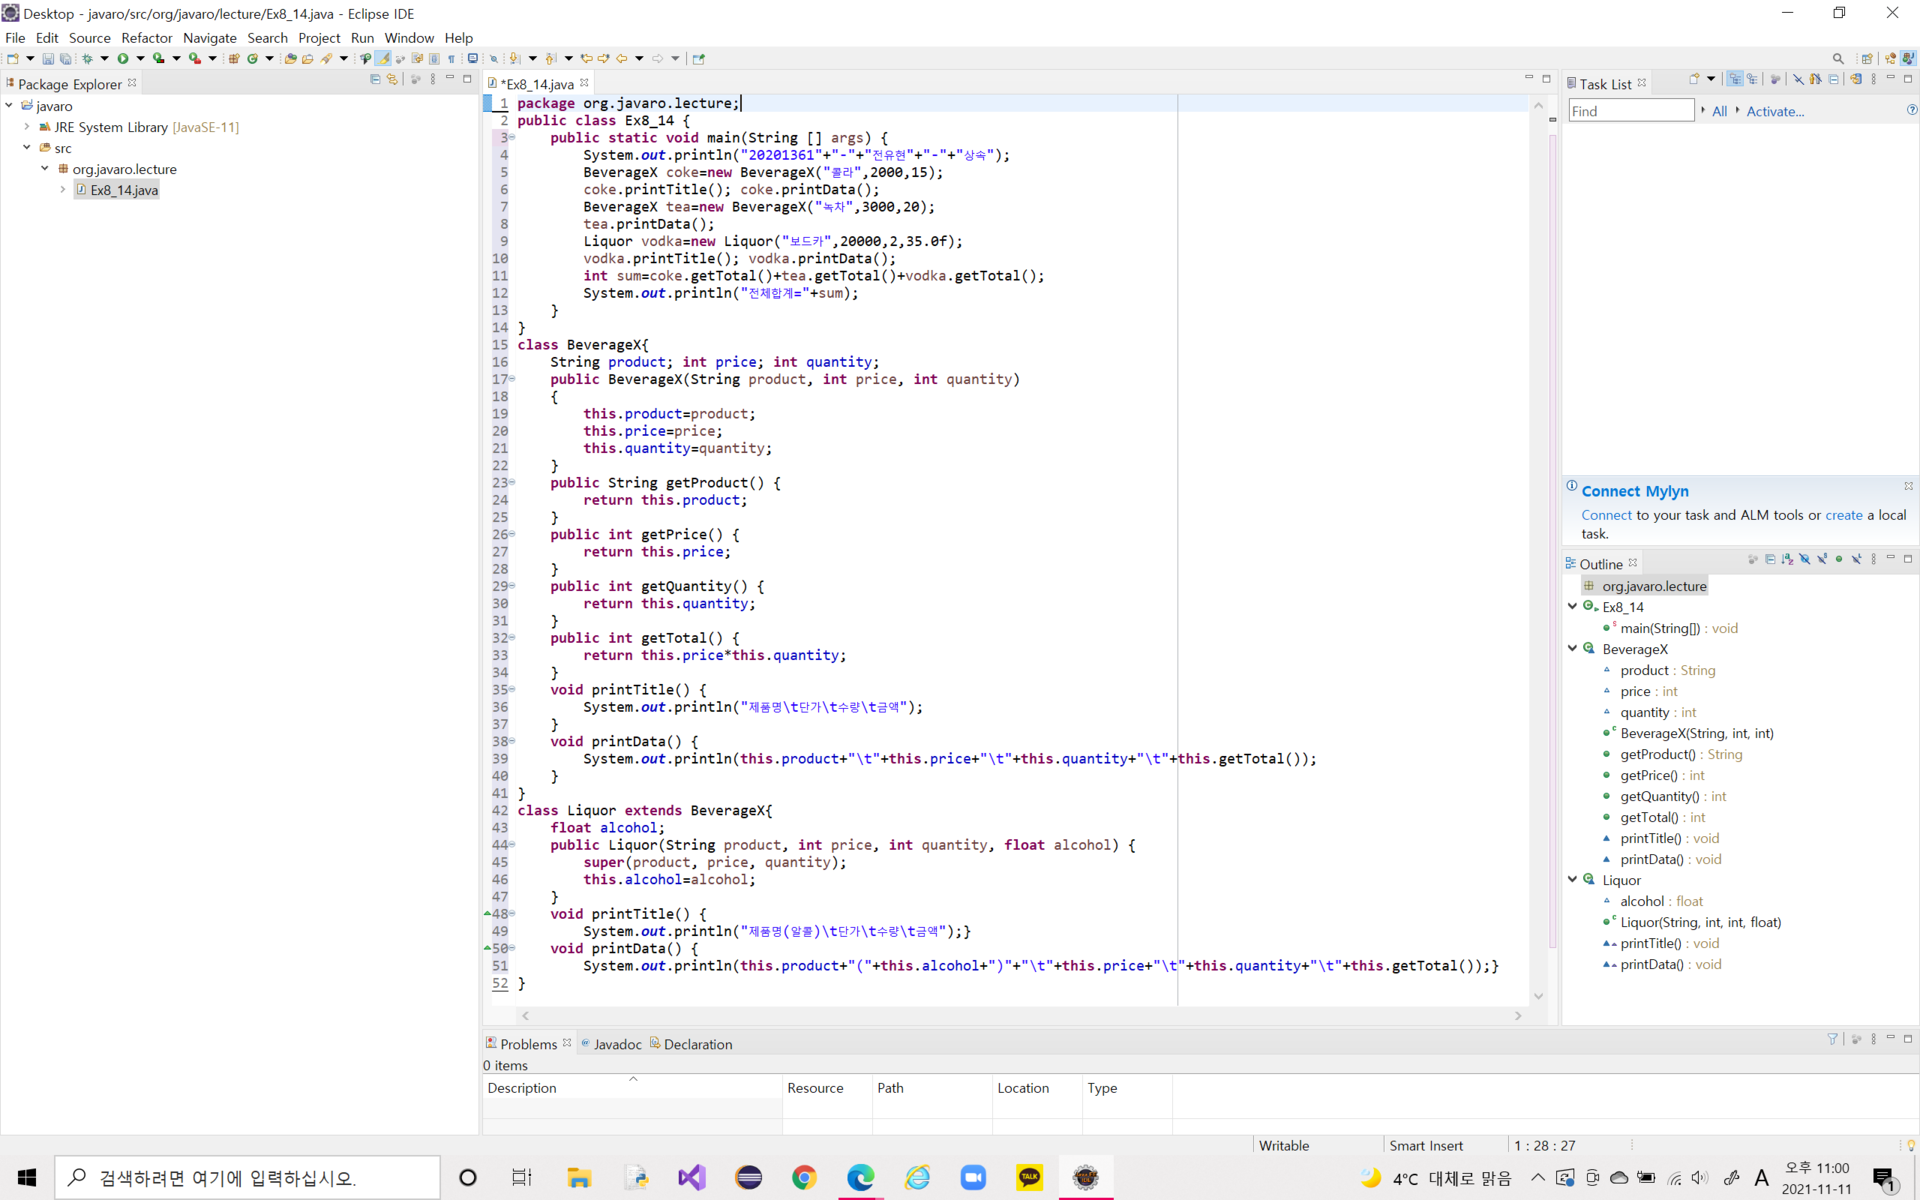 Desktop - javaro/src/org/javaro/lecture/Ex8_14.java - Eclipse IDE
File Edit Source Refactor Navigate Search Project Run Window Help
Package Explorer
javaro
JRE System Library [JavaSE-11]
src
org.javaro.lecture
Ex8_14.java
*Ex8_14.java
1 package org.javaro.lecture;
2 public class Ex8_14 {
3 public static void main(String [] args) {
4 System.out.println("20201361"+"-"+"전유현"+"-"+"상속");
5 BeverageX coke=new BeverageX("콜라",2000,15);
6 coke.printTitle(); coke.printData();
7 BeverageX tea=new BeverageX("녹차",3000,20);
8 tea.printData();
9 Liquor vodka=new Liquor("보드카",20000,2,35.0f);
10 vodka.printTitle(); vodka.printData();
11 int sum=coke.getTotal()+tea.getTotal()+vodka.getTotal();
12 System.out.println("전체합계="+sum);
13 }
14 }
15 class BeverageX{
16 String product; int price; int quantity;
17 public BeverageX(String product, int price, int quantity)
18 {
19 this.product=product;
20 this.price=price;
21 this.quantity=quantity;
22 }
23 public String getProduct() {
24 return this.product;
25 }
26 public int getPrice() {
27 return this.price;
28 }
29 public int getQuantity() {
30 return this.quantity;
31 }
32 public int getTotal() {
33 return this.price*this.quantity;
34 }
35 void printTitle() {
36 System.out.println("제품명\t단가\t수량\t금액");
37 }
38 void printData() {
39 System.out.println(this.product+"\t"+this.price+"\t"+this.quantity+"\t"+this.getTotal());
40 }
41 }
42 class Liquor extends BeverageX{
43 float alcohol;
44 public Liquor(String product, int price, int quantity, float alcohol) {
45 super(product, price, quantity);
46 this.alcohol=alcohol;
47 }
48 void printTitle() {
49 System.out.println("제품명(알콜)\t단가\t수량\t금액");}
50 void printData() {
51 System.out.println(this.product+"("+this.alcohol+")"+"\t"+this.price+"\t"+this.quantity+"\t"+this.getTotal());}
52 }
Task List
Find All Activate...
Connect Mylyn
Connect to your task and ALM tools or create a local
task.
Outline
org.javaro.lecture
Ex8_14
main(String[]) : void
BeverageX
product : String
price : int
quantity : int
BeverageX(String, int, int)
getProduct() : String
getPrice() : int
getQuantity() : int
getTotal() : int
printTitle() : void
printData() : void
Liquor
alcohol : float
Liquor(String, int, int, float)
printTitle() : void
printData() : void
Problems Javadoc Declaration
0 items
Description Resource Path Location Type
Writable Smart Insert 1 : 28 : 27
검색하려면 여기에 입력하십시오.
TALK
4°C 대체로 맑음 A 오후 11:00
2021-11-11
1